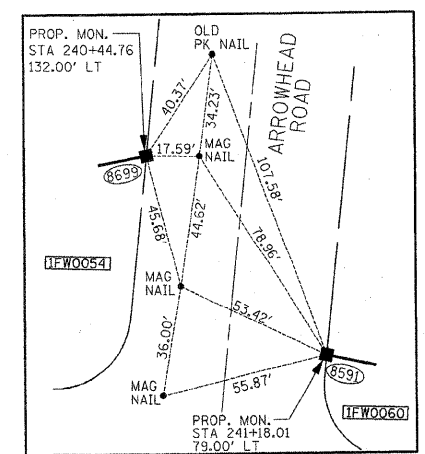 OLD
PK NAIL
PROP. MON.
STA 240+44.76
132.00' LT
ARROWHEAD
ROAD
40.37'
34.23'
107.58'
17.59'
MAG
NAIL
8699
45.68'
44.62'
78.96'
1FW0054
MAG
NAIL
53.42'
36.00'
55.87'
8591
MAG
NAIL
1FW0060
PROP. MON.
STA 241+18.01
79.00' LT